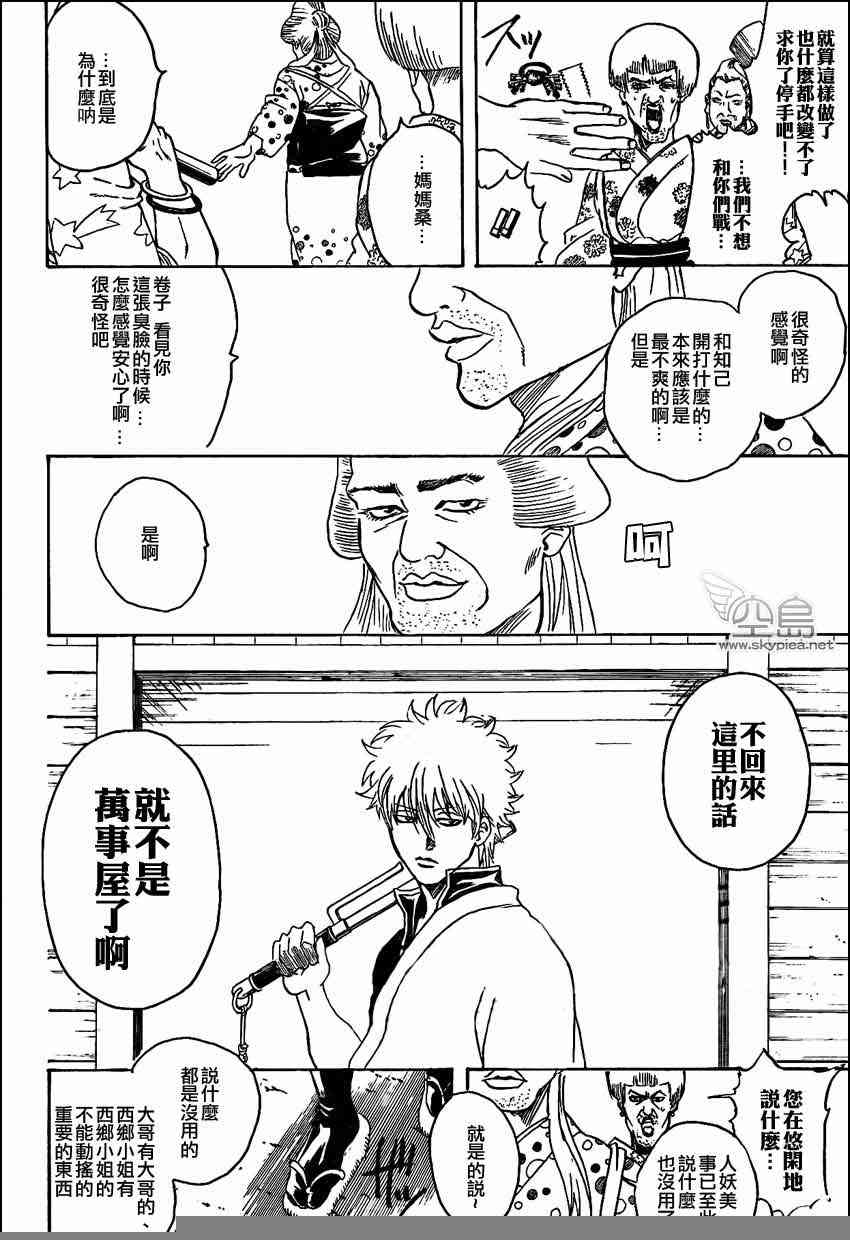 就算這樣做了
也什麼都改變不了
求你了停手吧!!
…我們不想
和你們戰…
スッ
!!
…媽媽桑…
…到底是
為什麼吶
很奇怪的
感覺啊
和知己
開打什麼的…
本來應該是
最不爽的啊…
但是
卷子 看見你
這張臭臉的時候…
怎麼感覺安心了啊…
很奇怪吧
呵
是啊
空島
www.skypiea.net
不回來
這里的話
就不是
萬事屋了啊
您在悠閑地
説什麼…
人妖美
事已至此
説什麼
也沒用了
就是的説~
説什麼
都是沒用的
大哥有大哥的、
西鄉小姐有
西鄉小姐的
不能動搖的
重要的東西